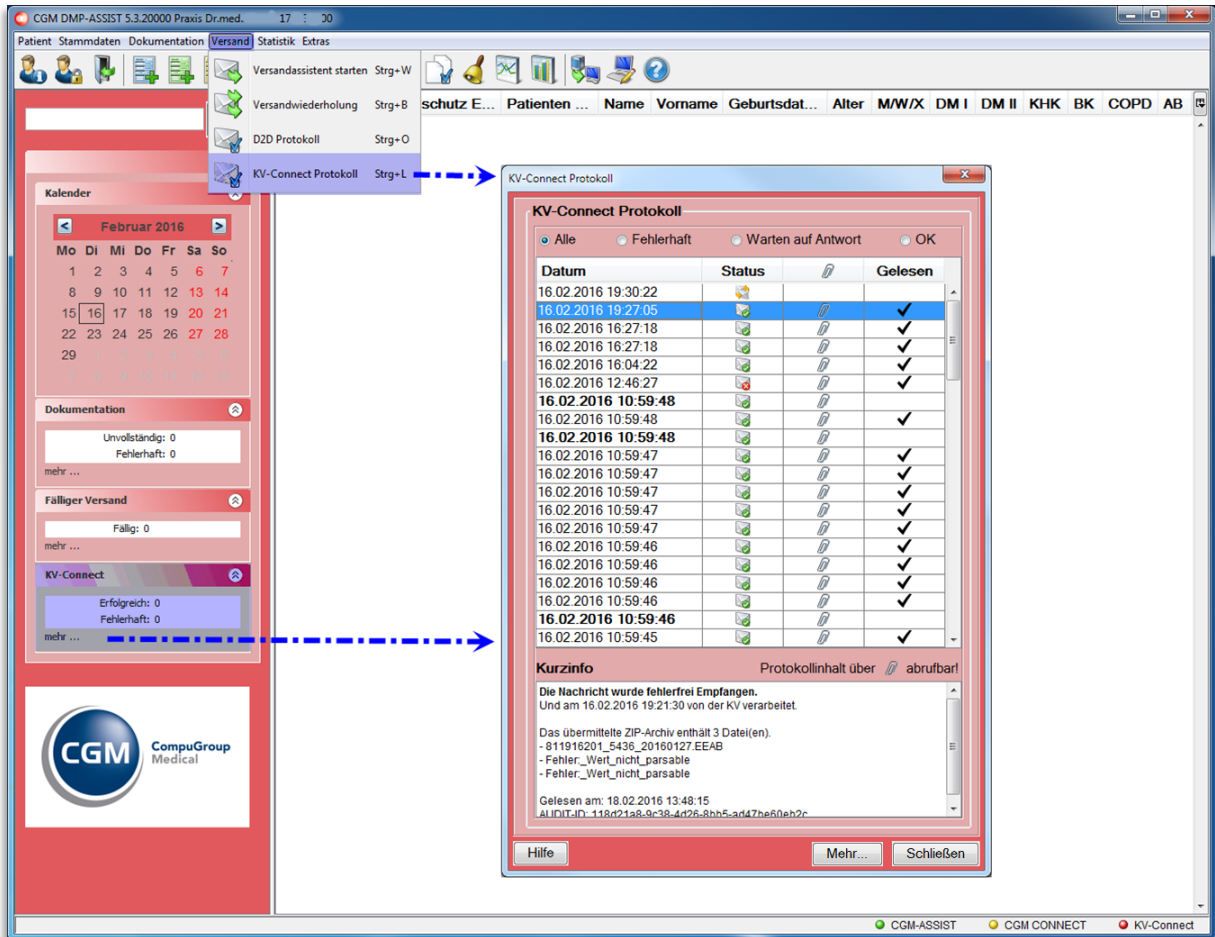 CGM DMP-ASSIST 5.3.20000 Praxis Dr.med. 17 : 00
Patient Stammdaten Dokumentation Versand Statistik Extras
Versandassistent starten Strg+W
Versandwiederholung Strg+B
D2D Protokoll Strg+O
KV-Connect Protokoll Strg+L
schutz E... Patienten ... Name Vorname Geburtsdat... Alter M/W/X DM I DM II KHK BK COPD AB
Kalender
Februar 2016
Mo Di Mi Do Fr Sa So
1 2 3 4 5 6 7
8 9 10 11 12 13 14
15 16 17 18 19 20 21
22 23 24 25 26 27 28
29
Dokumentation
Unvollständig: 0
Fehlerhaft: 0
mehr ...
Fälliger Versand
Fällig: 0
mehr ...
KV-Connect
Erfolgreich: 0
Fehlerhaft: 0
mehr ...
CGM CompuGroup
Medical
KV-Connect Protokoll
KV-Connect Protokoll
Alle Fehlerhaft Warten auf Antwort OK
Datum Status Gelesen
16.02.2016 19:30:22
16.02.2016 19:27:05
16.02.2016 16:27:18
16.02.2016 16:27:18
16.02.2016 16:04:22
16.02.2016 12:46:27
16.02.2016 10:59:48
16.02.2016 10:59:48
16.02.2016 10:59:48
16.02.2016 10:59:47
16.02.2016 10:59:47
16.02.2016 10:59:47
16.02.2016 10:59:47
16.02.2016 10:59:47
16.02.2016 10:59:46
16.02.2016 10:59:46
16.02.2016 10:59:46
16.02.2016 10:59:46
16.02.2016 10:59:46
16.02.2016 10:59:45
Kurzinfo Protokollinhalt über abrufbar!
Die Nachricht wurde fehlerfrei Empfangen.
Und am 16.02.2016 19:21:30 von der KV verarbeitet.
Das übermittelte ZIP-Archiv enthält 3 Datei(en).
- 811916201_5436_20160127.EEAB
- Fehler:_Wert_nicht_parsable
- Fehler:_Wert_nicht_parsable
Gelesen am: 18.02.2016 13:48:15
AUDIT-ID: 118d21a8-9c38-4d26-8bb5-ad47be60eb2c
Hilfe Mehr... Schließen
CGM-ASSIST CGM CONNECT KV-Connect